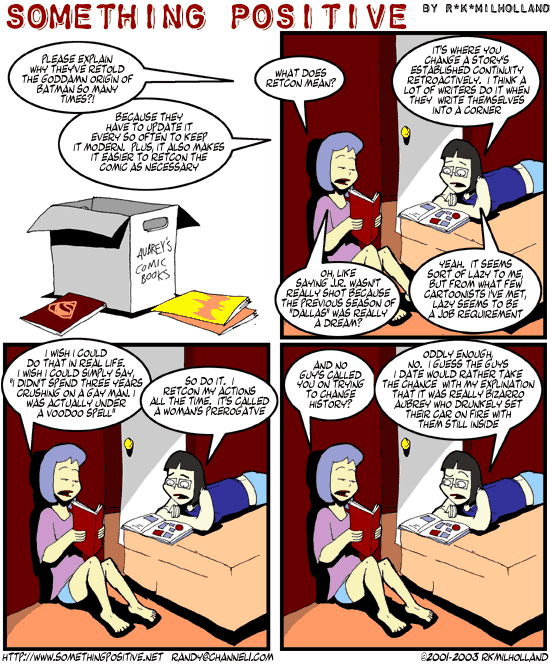 SOMETHING POSITIVE BY R*K*MILHOLLAND
PLEASE EXPLAIN
WHY THEY'VE RETOLD
THE GODDAMN ORIGIN OF
BATMAN SO MANY
TIMES?!
BECAUSE THEY
HAVE TO UPDATE IT
EVERY SO OFTEN TO KEEP
IT MODERN. PLUS, IT ALSO MAKES
IT EASIER TO RETCON THE
COMIC AS NECESSARY
AUBREY'S
COMIC
BOOKS
S
WHAT DOES
RETCON MEAN?
IT'S WHERE YOU
CHANGE A STORY'S
ESTABLISHED CONTINUITY
RETROACTIVELY. I THINK A
LOT OF WRITERS DO IT WHEN
THEY WRITE THEMSELVES
INTO A CORNER
OH, LIKE
SAYING J.R. WASN'T
REALLY SHOT BECAUSE
THE PREVIOUS SEASON OF
"DALLAS" WAS REALLY
A DREAM?
YEAH. IT SEEMS
SORT OF LAZY TO ME,
BUT FROM WHAT FEW
CARTOONISTS I'VE MET,
LAZY SEEMS TO BE
A JOB REQUIREMENT
I WISH I COULD
DO THAT IN REAL LIFE.
I WISH I COULD SIMPLY SAY,
"I DIDN'T SPEND THREE YEARS
CRUSHING ON A GAY MAN. I
WAS ACTUALLY UNDER
A VOODOO SPELL"
SO DO IT. I
RETCON MY ACTIONS
ALL THE TIME. IT'S CALLED
A WOMAN'S PREROGATVE
AND NO
GUYS CALLED
YOU ON TRYING
TO CHANGE
HISTORY?
ODDLY ENOUGH,
NO. I GUESS THE GUYS
I DATE WOULD RATHER TAKE
THE CHANCE WITH MY EXPLINATION
THAT IT WAS REALLY BIZARRO
AUBREY WHO DRUNKELY SET
THEIR CAR ON FIRE WITH
THEM STILL INSIDE
HTTP://WWW.SOMETHINGPOSITIVE.NET RANDY@CHANNEL1.COM ©2001-2003 RKMILHOLLAND